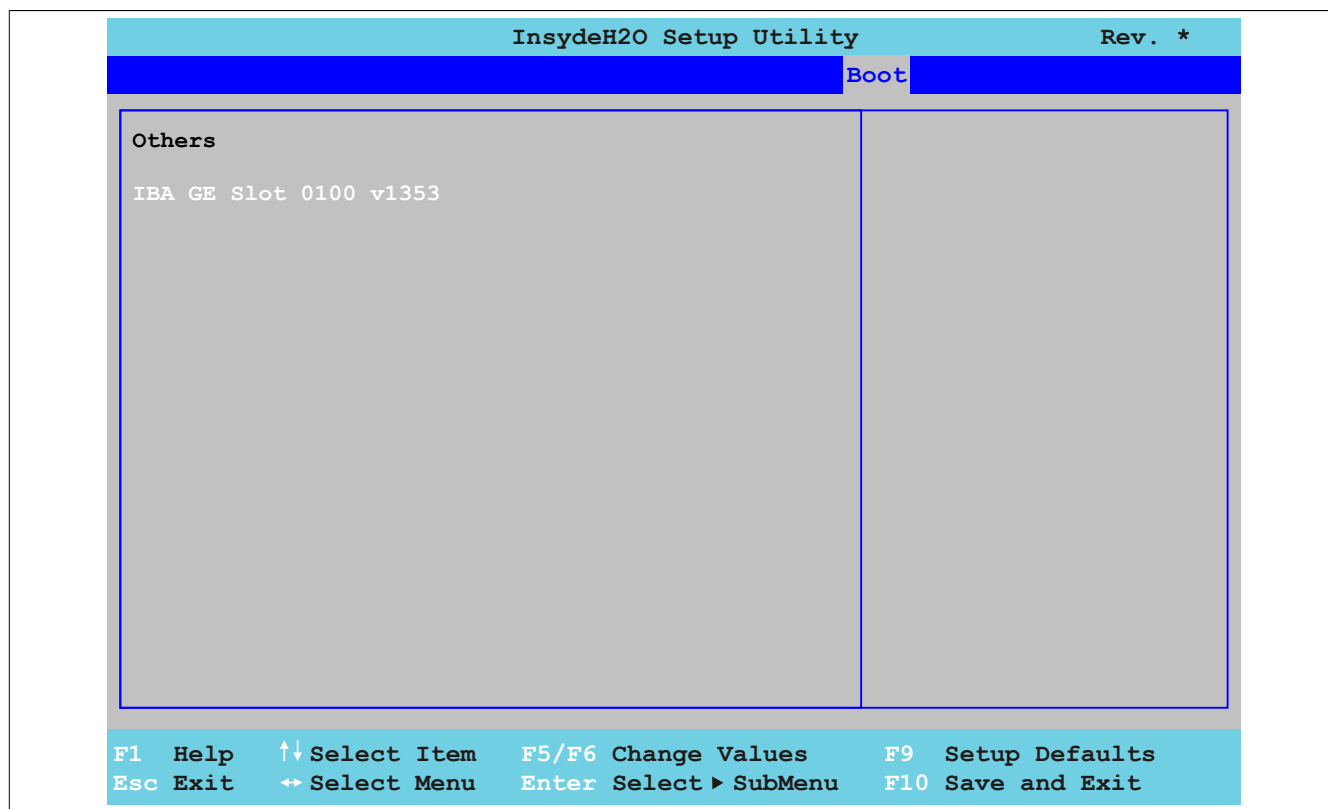 InsydeH2O Setup Utility Rev. *
Boot
Others
IBA GE Slot 0100 v1353
F1 Help ↑↓ Select Item F5/F6 Change Values F9 Setup Defaults
Esc Exit ↔ Select Menu Enter Select ▶ SubMenu F10 Save and Exit